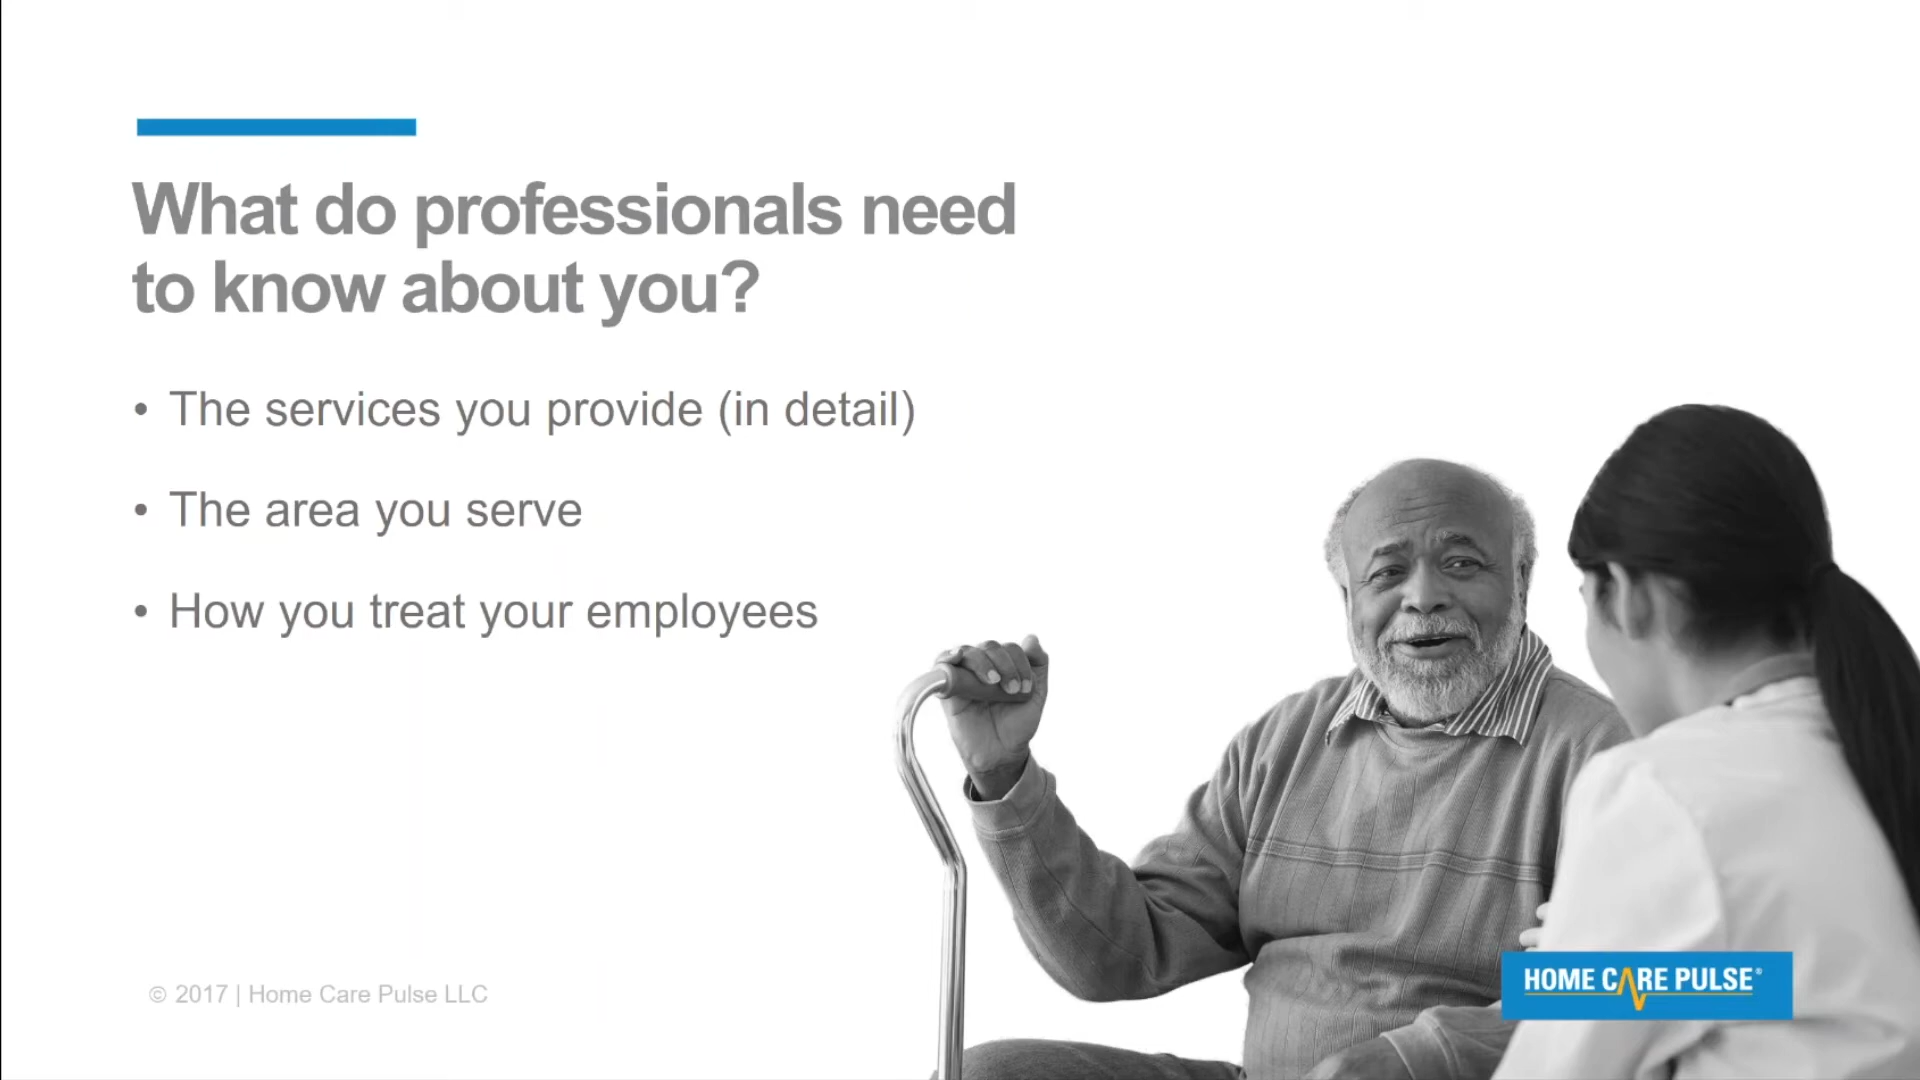 What do professionals need
to know about you?
• The services you provide (in detail)
• The area you serve
• How you treat your employees
© 2017 | Home Care Pulse LLC
HOME CARE PULSE®